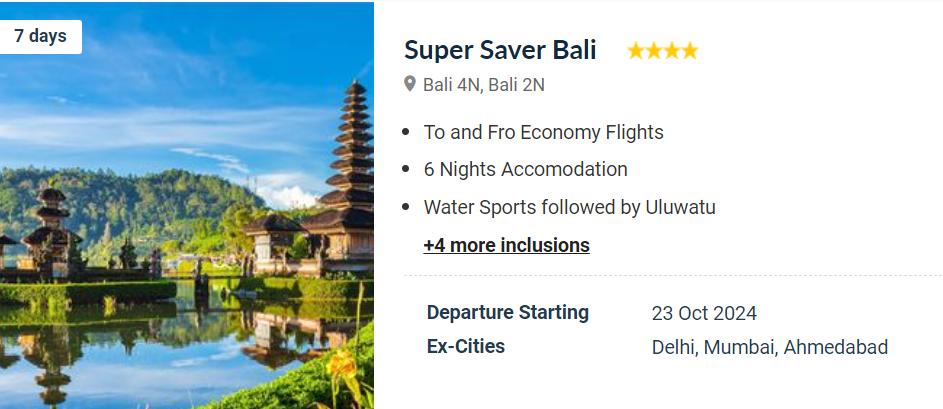 7 days
Super Saver Bali
Bali 4N, Bali 2N
To and Fro Economy Flights
6 Nights Accomodation
Water Sports followed by Uluwatu
+4 more inclusions
Departure Starting 23 Oct 2024
Ex-Cities Delhi, Mumbai, Ahmedabad